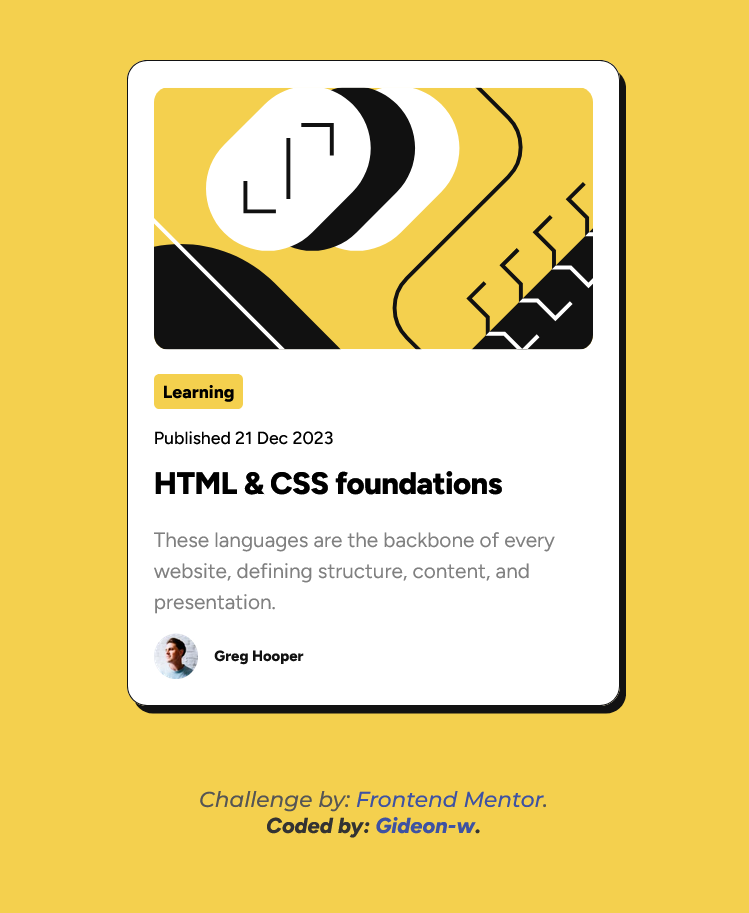 Learning
Published 21 Dec 2023
HTML & CSS foundations
These languages are the backbone of every
website, defining structure, content, and
presentation.
Greg Hooper
Challenge by: Frontend Mentor.
Coded by: Gideon-w.